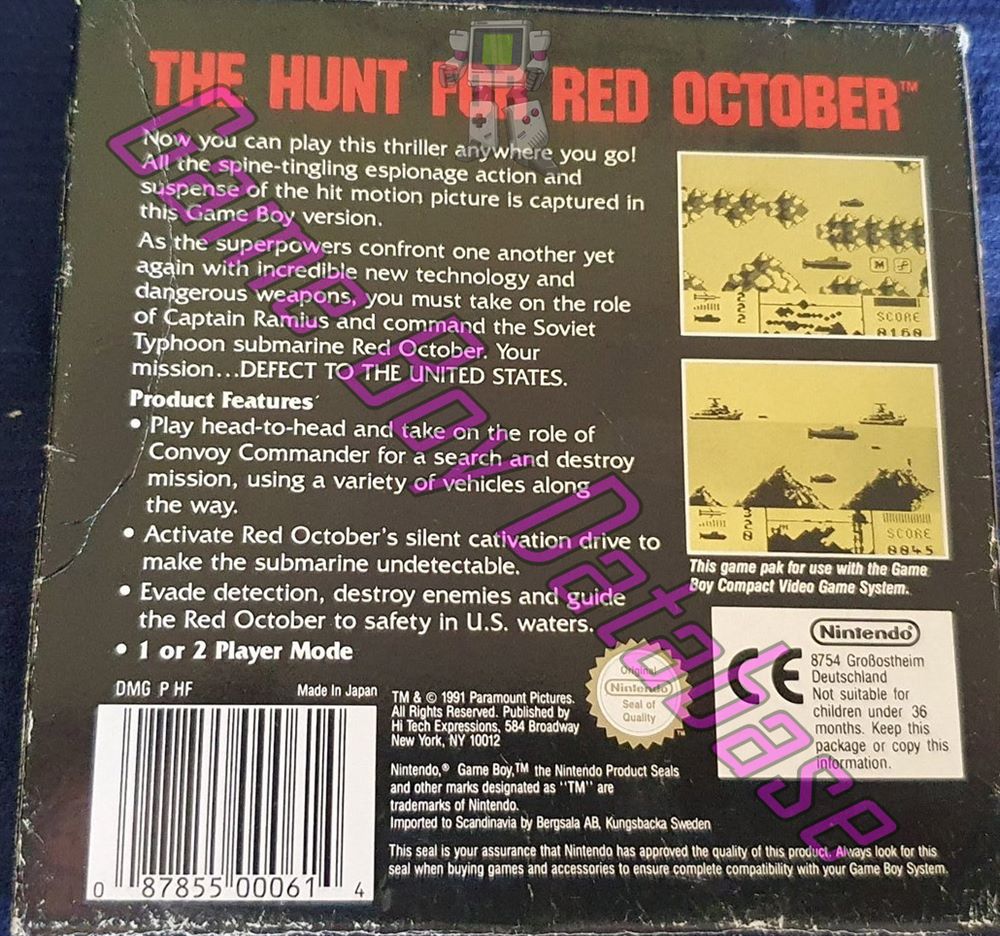 THE HUNT FOR RED OCTOBER™
Now you can play this thriller anywhere you go!
All the spine-tingling espionage action and
suspense of the hit motion picture is captured in
this Game Boy version.
As the superpowers confront one another yet
again with incredible new technology and
dangerous weapons, you must take on the role
of Captain Ramius and command the Soviet
Typhoon submarine Red October. Your
mission...DEFECT TO THE UNITED STATES.
Product Features
• Play head-to-head and take on the role of
Convoy Commander for a search and destroy
mission, using a variety of vehicles along
the way.
• Activate Red October's silent cativation drive to
make the submarine undetectable.
• Evade detection, destroy enemies and guide
the Red October to safety in U.S. waters.
• 1 or 2 Player Mode
M
SCORE
0160
SCORE
0045
This game pak for use with the Game
Boy Compact Video Game System.
DMG P HF
Made In Japan
0 87855 00061 4
TM & © 1991 Paramount Pictures.
All Rights Reserved. Published by
Hi Tech Expressions, 584 Broadway
New York, NY 10012
Original
Nintendo
Seal of
Quality
TM
CE
Nintendo®
8754 Großostheim
Deutschland
Not suitable for
children under 36
months. Keep this
package or copy this
information.
Nintendo,® Game Boy,™ the Nintendo Product Seals
and other marks designated as "TM" are
trademarks of Nintendo.
Imported to Scandinavia by Bergsala AB, Kungsbacka Sweden
This seal is your assurance that Nintendo has approved the quality of this product. Always look for this
seal when buying games and accessories to ensure complete compatibility with your Game Boy System.
Game Boy Database